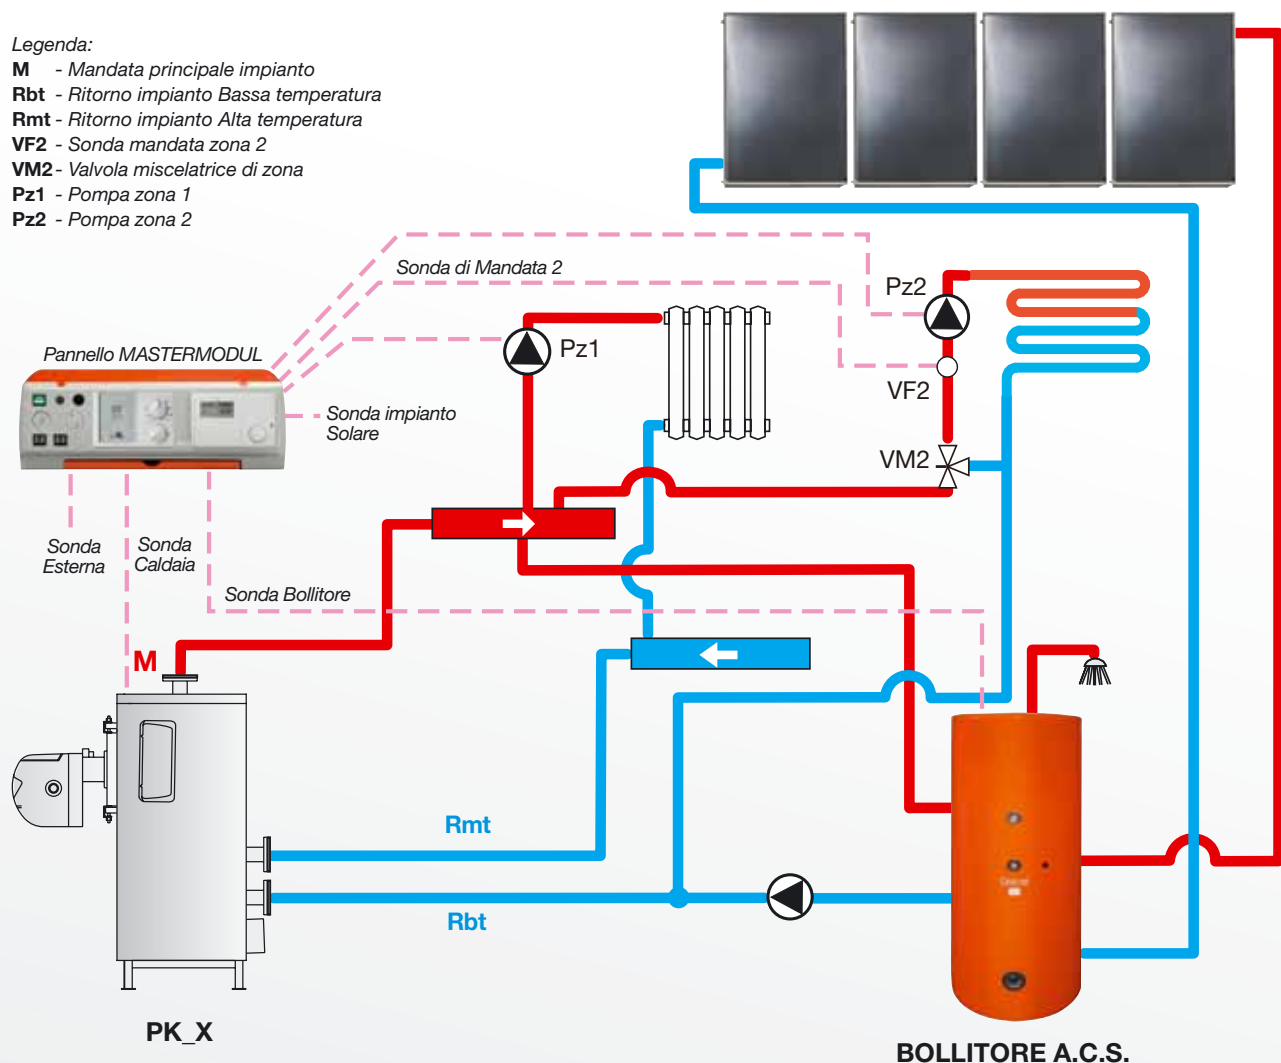 Legenda:
M - Mandata principale impianto
Rbt - Ritorno impianto Bassa temperatura
Rmt - Ritorno impianto Alta temperatura
VF2 - Sonda mandata zona 2
VM2 - Valvola miscelatrice di zona
Pz1 - Pompa zona 1
Pz2 - Pompa zona 2
Sonda di Mandata 2
Pz2
Pannello MASTERMODUL
Pz1
VF2
Sonda impianto
Solare
VM2
Sonda
Esterna
Sonda
Caldaia
Sonda Bollitore
M
Rmt
Rbt
PK_X
BOLLITORE A.C.S.